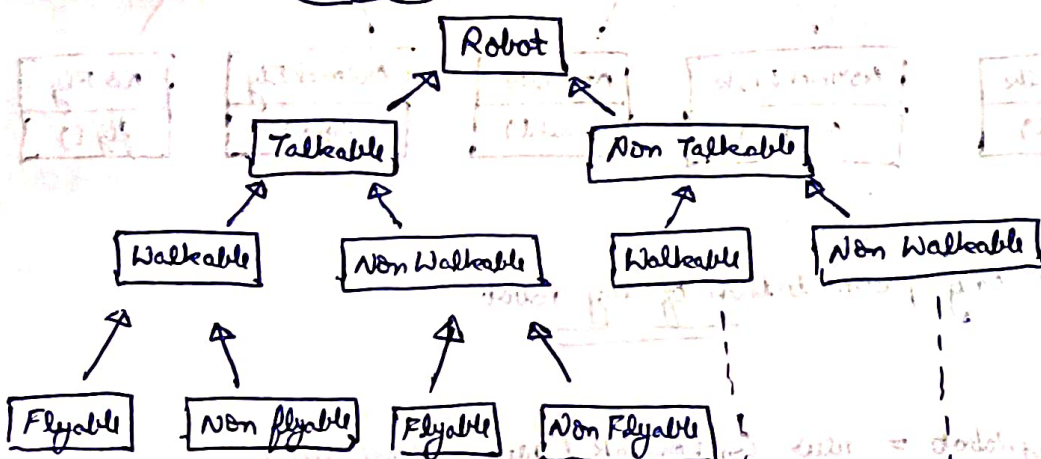 Robot
Talkable
Non Talkable
Walkable
Non Walkable
Walkable
Non Walkable
Flyable
Non flyable
Flyable
Non Flyable